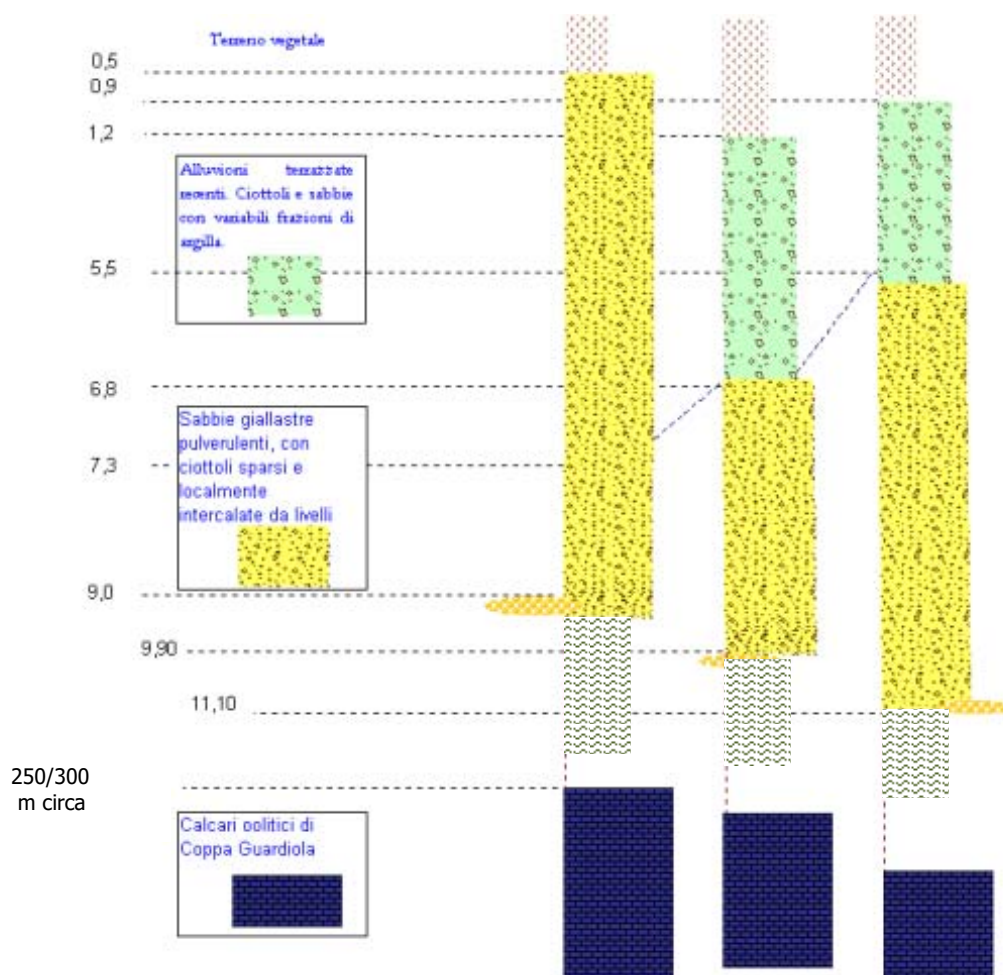 Terreno vegetale
0,5
0,9
1,2
Alluvioni terrazzate
recenti. Ciottoli e sabbie
con variabili frazioni di
argilla.
5,5
6,8
Sabbie giallastre
pulverulenti, con
ciottoli sparsi e
localmente
intercalate da livelli
7,3
9,0
9,90
11,10
250/300
m circa
Calcari oolitici di
Coppa Guardiola